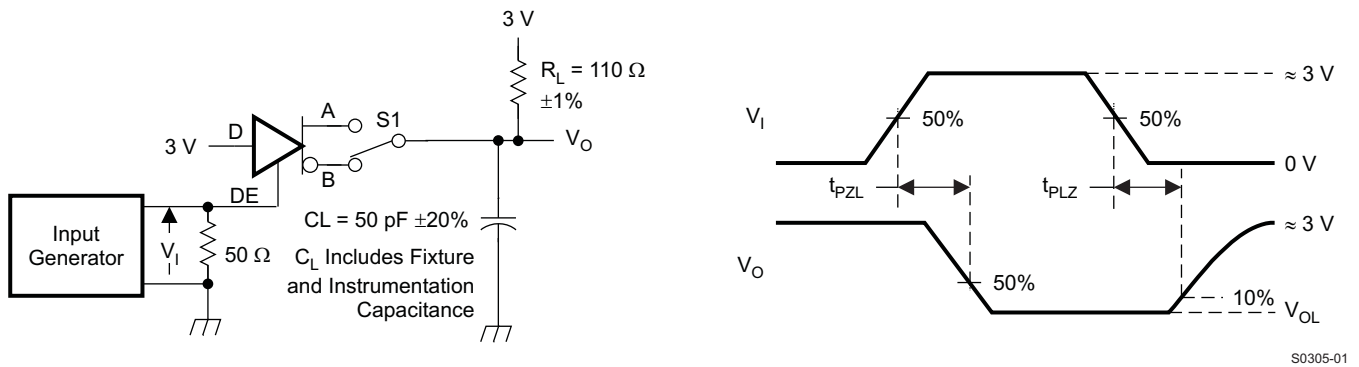 3 V
R_L = 110 Ω
±1%
A
S1
D
3 V
V_O
B
DE
Input
Generator
V_I
50 Ω
CL = 50 pF ±20%
C_L Includes Fixture
and Instrumentation
Capacitance
≈ 3 V
V_I
50%
50%
0 V
t_PZL
t_PLZ
≈ 3 V
V_O
50%
10%
V_OL
S0305-01